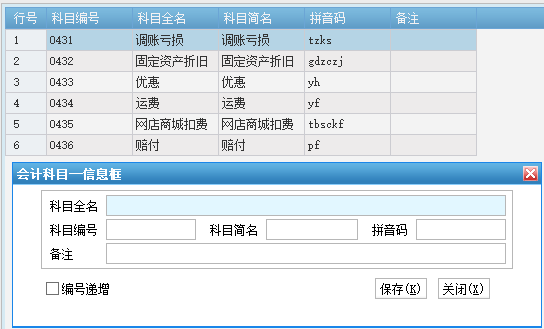 行号 科目编号 科目全名 科目简名 拼音码 备注
1 0431 调账亏损 调账亏损 tzks
2 0432 固定资产折旧 固定资产折旧 gdzczj
3 0433 优惠 优惠 yh
4 0434 运费 运费 yf
5 0435 网店商城扣费 网店商城扣费 tbsckf
6 0436 赔付 赔付 pf
会计科目—信息框
科目全名
科目编号 科目简名 拼音码
备注
编号递增 保存(K) 关闭(X)